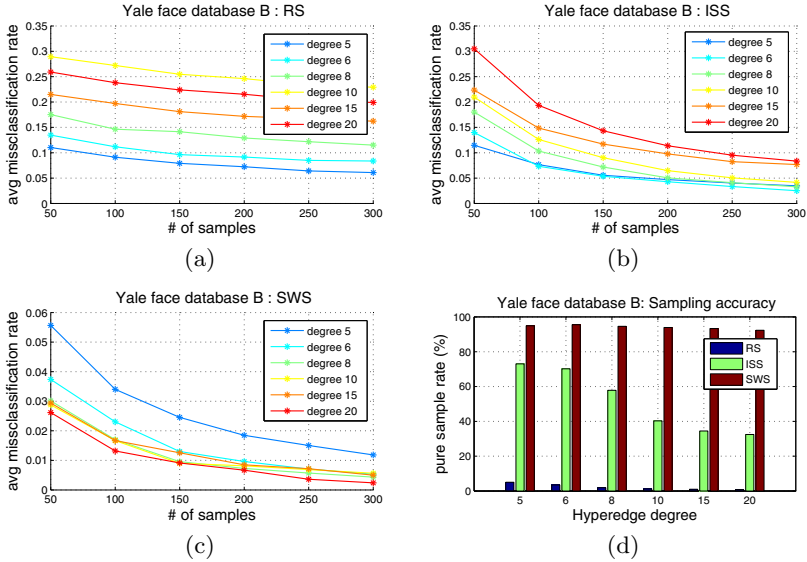 Yale face database B : RS
avg missclassification rate
0.35
0.3
0.25
0.2
0.15
0.1
0.05
0
50 100 150 200 250 300
# of samples
degree 5
degree 6
degree 8
degree 10
degree 15
degree 20
(a)
Yale face database B : ISS
avg missclassification rate
0.35
0.3
0.25
0.2
0.15
0.1
0.05
0
50 100 150 200 250 300
# of samples
degree 5
degree 6
degree 8
degree 10
degree 15
degree 20
(b)
Yale face database B : SWS
avg missclassification rate
0.06
0.05
0.04
0.03
0.02
0.01
0
50 100 150 200 250 300
# of samples
degree 5
degree 6
degree 8
degree 10
degree 15
degree 20
(c)
Yale face database B: Sampling accuracy
pure sample rate (%)
100
80
60
40
20
0
5 6 8 10 15 20
Hyperedge degree
RS
ISS
SWS
(d)